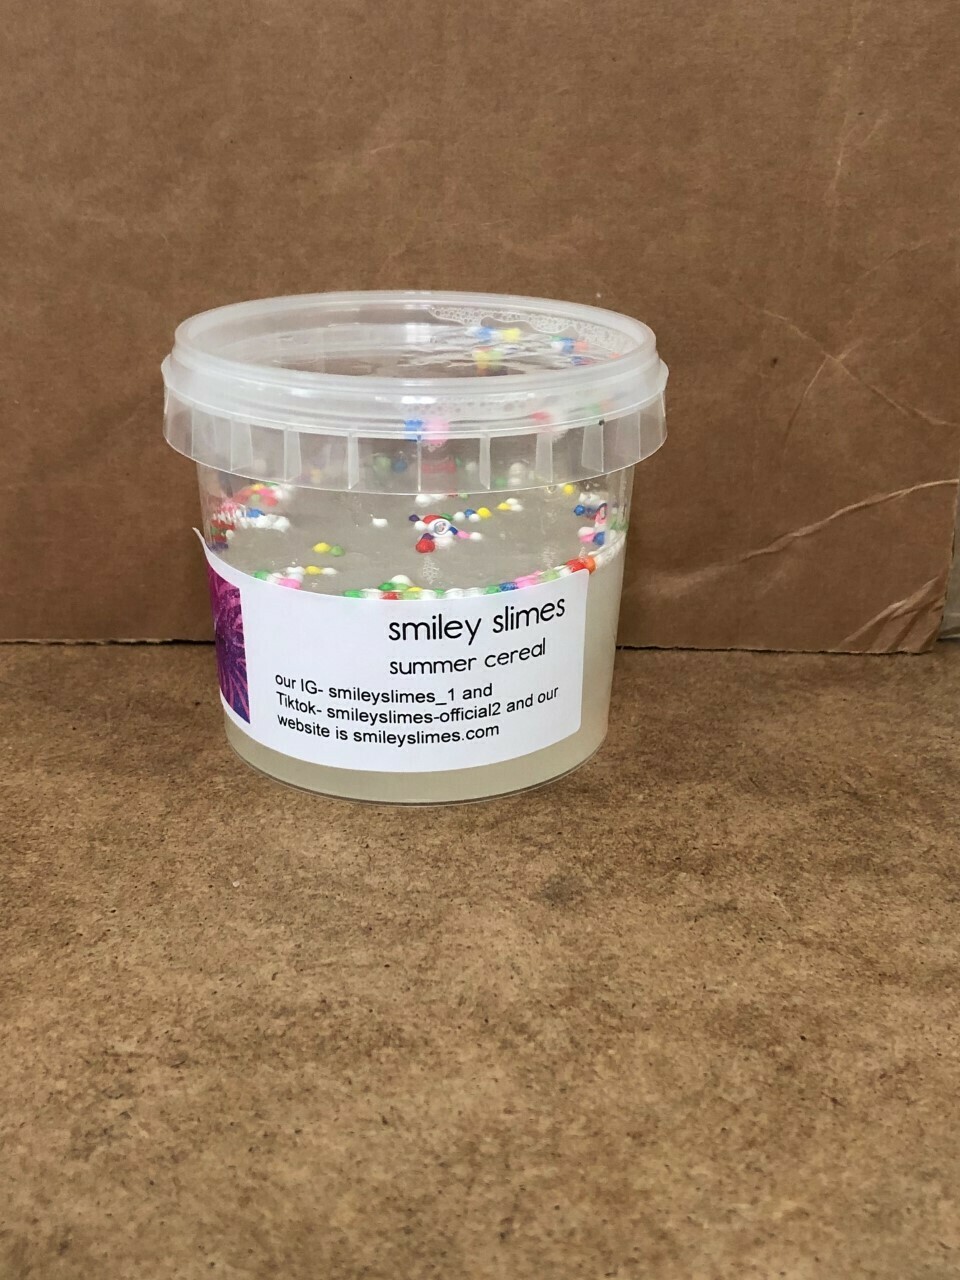 smiley slimes
summer cereal
our IG- smileyslimes_1 and
Tiktok- smileyslimes-official2 and our
website is smileyslimes.com